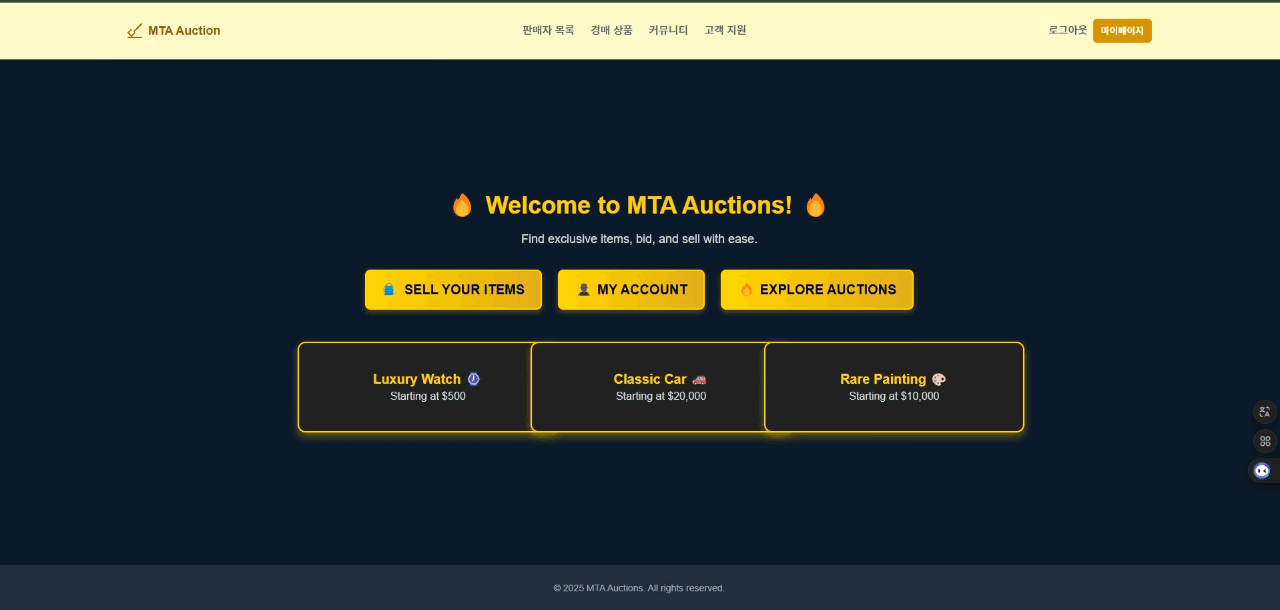 MTA Auction
판매자 목록 경매 상품 커뮤니티 고객 지원
로그아웃 마이페이지
🔥 Welcome to MTA Auctions! 🔥
Find exclusive items, bid, and sell with ease.
SELL YOUR ITEMS
MY ACCOUNT
EXPLORE AUCTIONS
Luxury Watch
Starting at $500
Classic Car
Starting at $20,000
Rare Painting
Starting at $10,000
© 2025 MTA Auctions. All rights reserved.